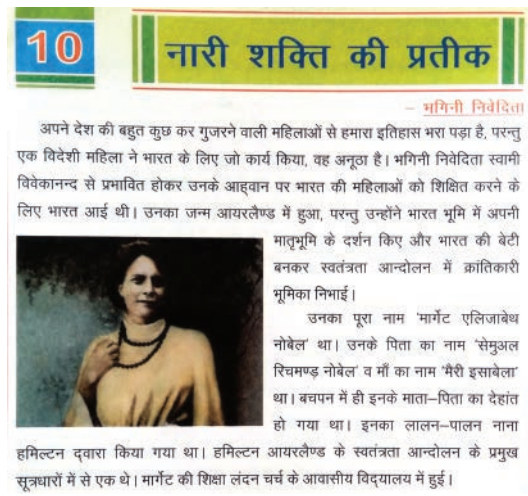 10
नारी शक्ति की प्रतीक
– भगिनी निवेदिता
अपने देश की बहुत कुछ कर गुजरने वाली महिलाओं से हमारा इतिहास भरा पड़ा है, परन्तु
एक विदेशी महिला ने भारत के लिए जो कार्य किया, वह अनूठा है। भगिनी निवेदिता स्वामी
विवेकानन्द से प्रभावित होकर उनके आह्वान पर भारत की महिलाओं को शिक्षित करने के
लिए भारत आई थी। उनका जन्म आयरलैण्ड में हुआ, परन्तु उन्होंने भारत भूमि में अपनी
मातृभूमि के दर्शन किए और भारत की बेटी
बनकर स्वतंत्रता आन्दोलन में क्रांतिकारी
भूमिका निभाई।
उनका पूरा नाम 'मार्गेट एलिजाबेथ
नोबेल' था। उनके पिता का नाम 'सेमुअल
रिचमण्ड नोबेल' व माँ का नाम 'मैरी इसाबेला'
था। बचपन में ही इनके माता–पिता का देहांत
हो गया था। इनका लालन–पालन नाना
हमिल्टन द्वारा किया गया था। हमिल्टन आयरलैण्ड के स्वतंत्रता आन्दोलन के प्रमुख
सूत्रधारों में से एक थे। मार्गेट की शिक्षा लंदन चर्च के आवासीय विद्यालय में हुई।